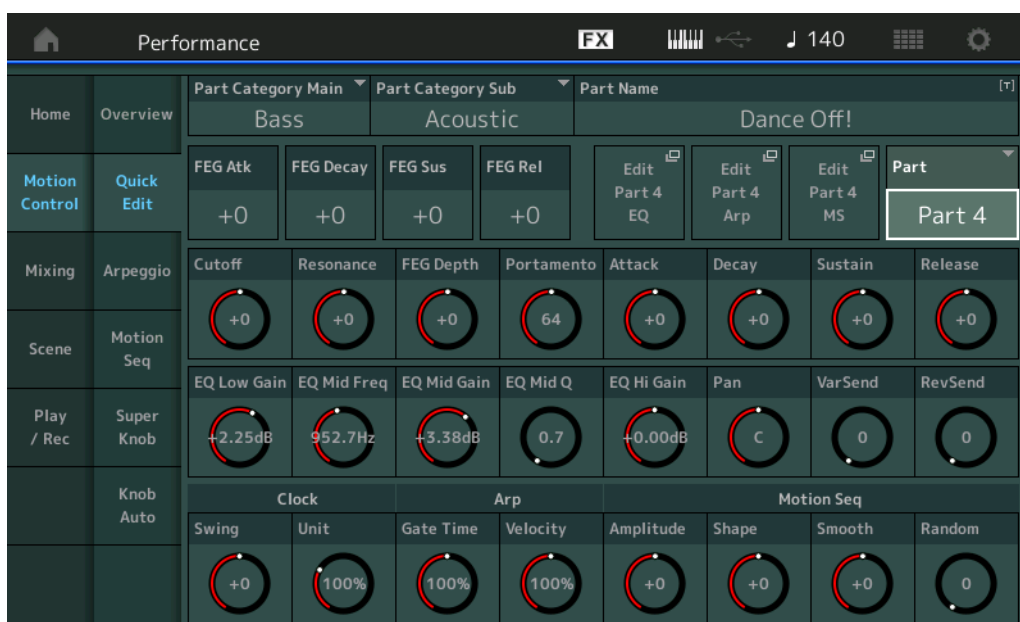 Performance
FX
140
Home
Overview
Part Category Main
Part Category Sub
Part Name
[T]
Bass
Acoustic
Dance Off!
Motion
Control
Quick
Edit
FEG Atk
FEG Decay
FEG Sus
FEG Rel
+0
+0
+0
+0
Edit
Part 4
EQ
Edit
Part 4
Arp
Edit
Part 4
MS
Part
Part 4
Mixing
Arpeggio
Cutoff
Resonance
FEG Depth
Portamento
Attack
Decay
Sustain
Release
+0
+0
+0
64
+0
+0
+0
+0
Scene
Motion
Seq
EQ Low Gain
EQ Mid Freq
EQ Mid Gain
EQ Mid Q
EQ Hi Gain
Pan
VarSend
RevSend
+2.25dB
952.7Hz
+3.38dB
0.7
+0.00dB
C
0
0
Play
/ Rec
Super
Knob
Knob
Auto
Clock
Arp
Motion Seq
Swing
Unit
Gate Time
Velocity
Amplitude
Shape
Smooth
Random
+0
100%
100%
100%
+0
+0
+0
0